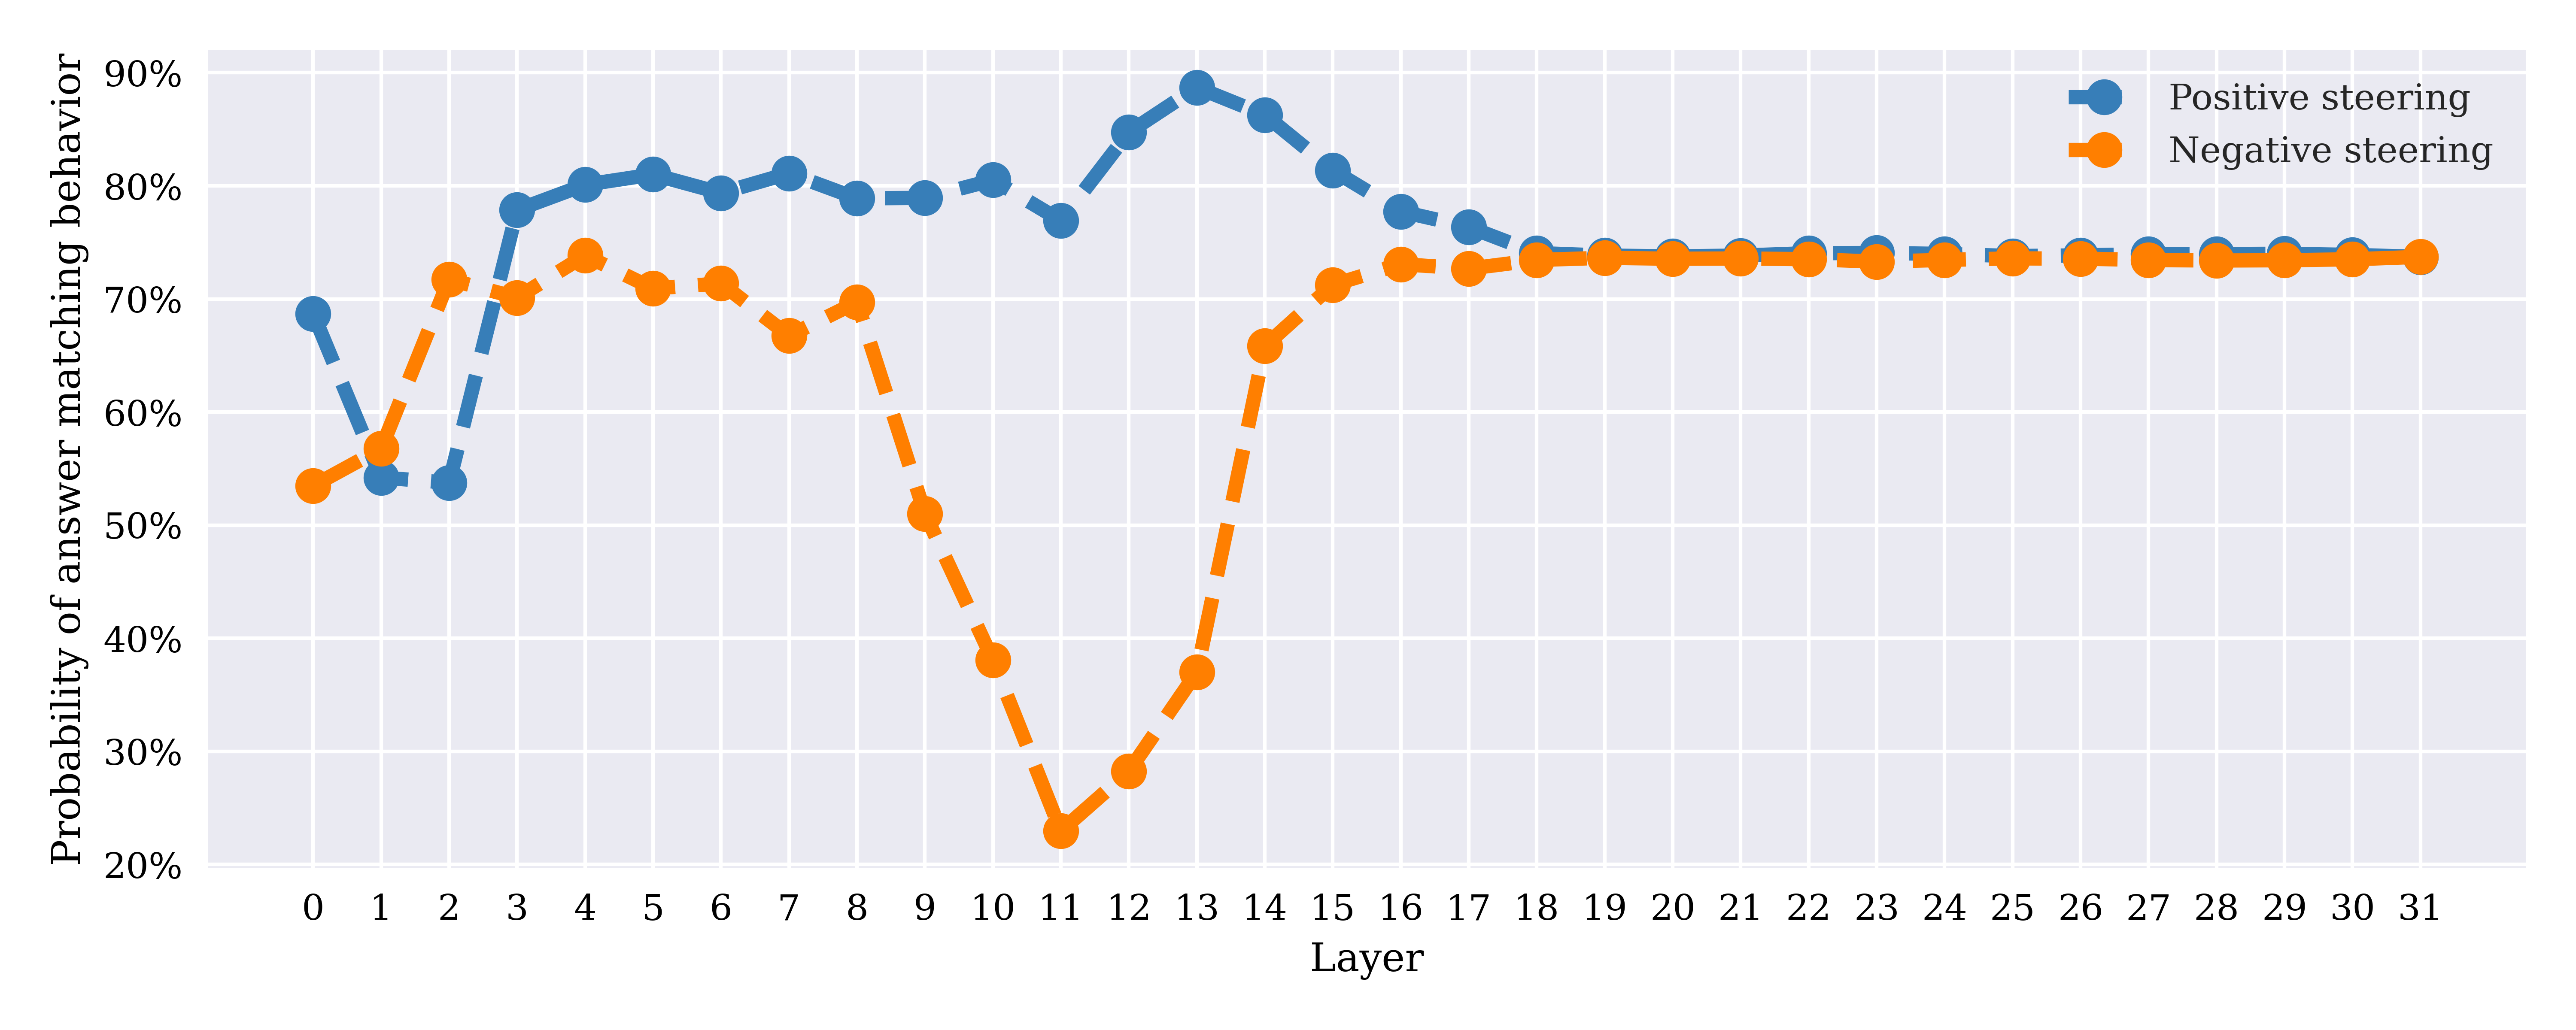 Probability of answer matching behavior
90%
80%
70%
60%
50%
40%
30%
20%
Positive steering
Negative steering
0 1 2 3 4 5 6 7 8 9 10 11 12 13 14 15 16 17 18 19 20 21 22 23 24 25 26 27 28 29 30 31
Layer